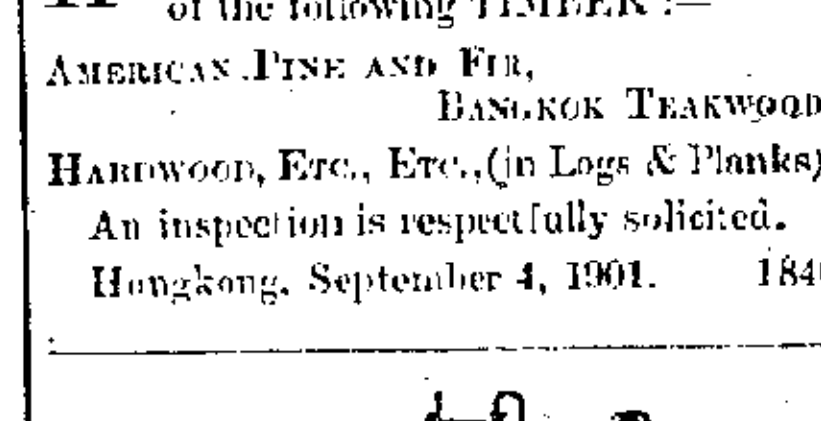 of the following TIMBER :—
AMERICAN PINE AND FIR,
BANGKOK TEAKWOOD
HARDWOOD, ETC., ETC., (in Logs & Planks)
An inspection is respectfully solicited.
Hongkong, September 4, 1901. 184